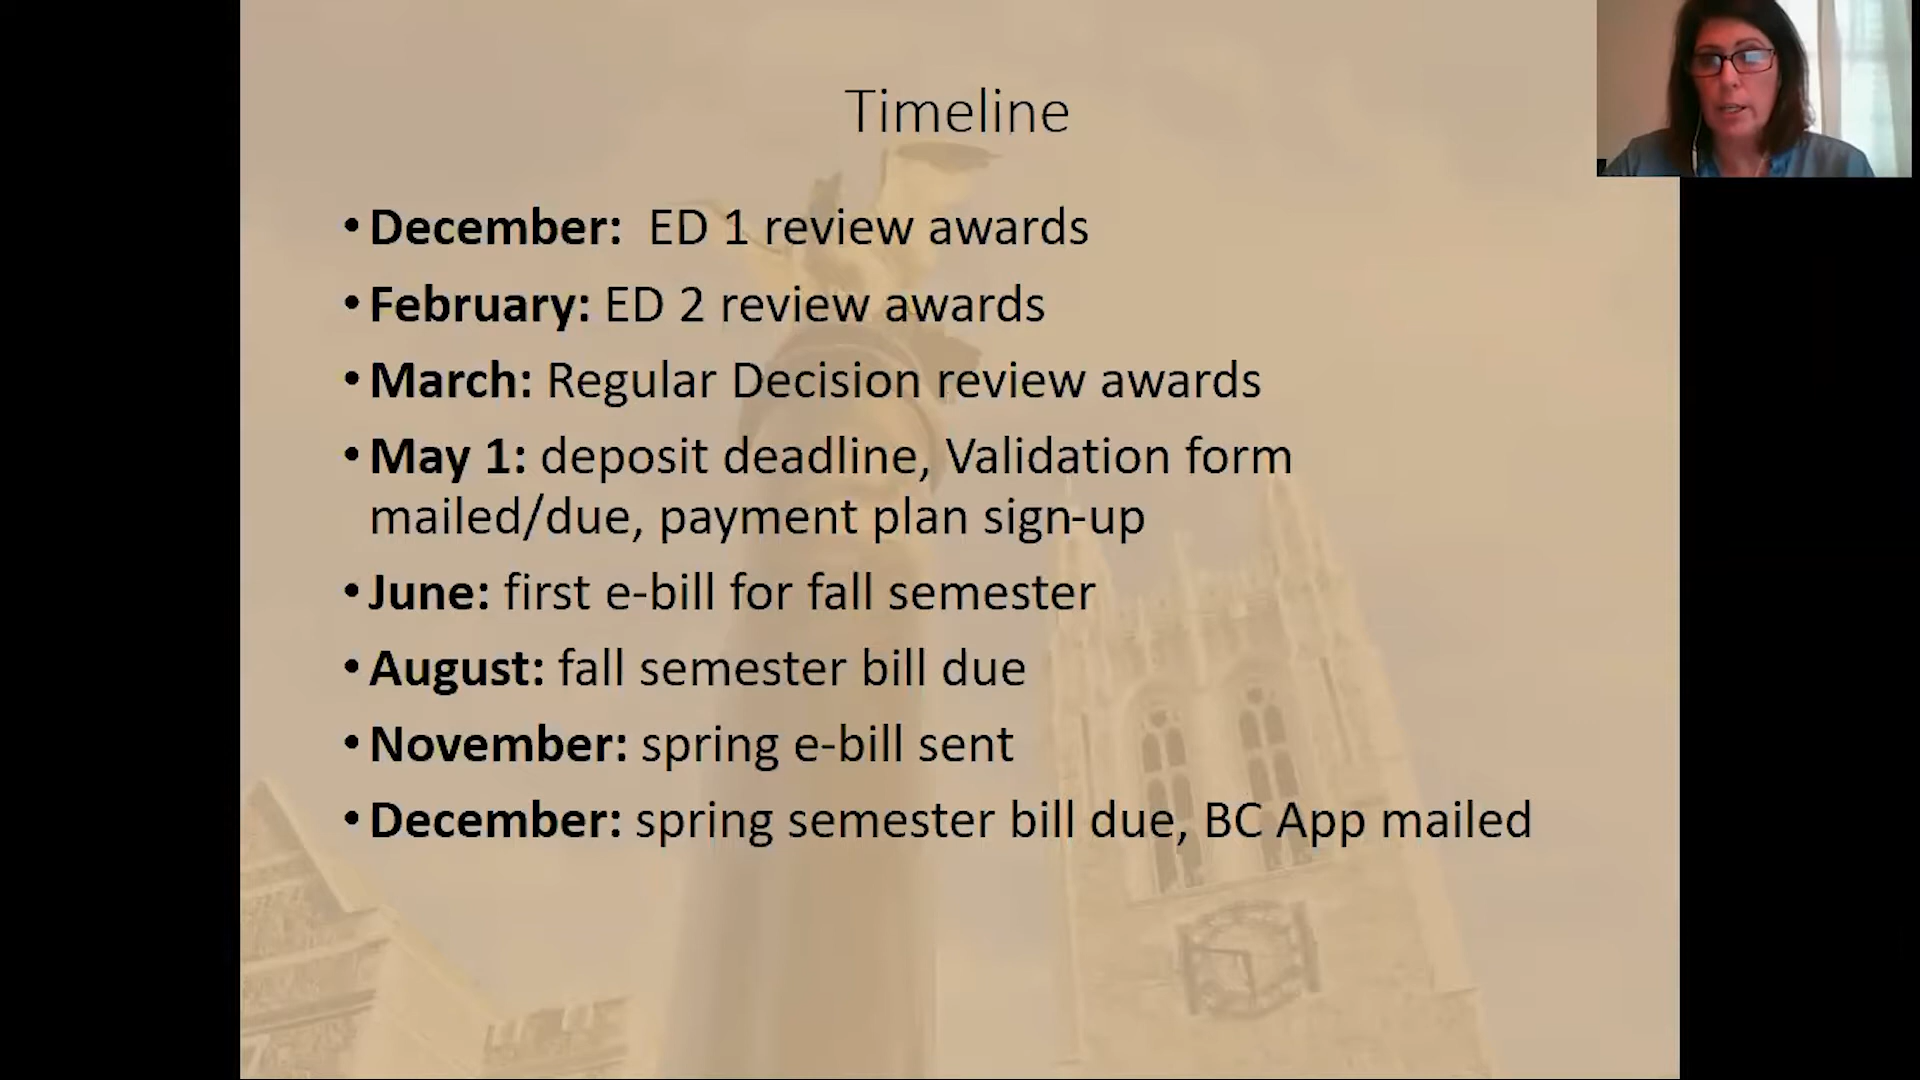 Timeline
• December:  ED 1 review awards
• February: ED 2 review awards
• March: Regular Decision review awards
• May 1: deposit deadline, Validation form
mailed/due, payment plan sign-up
• June: first e-bill for fall semester
• August: fall semester bill due
• November: spring e-bill sent
• December: spring semester bill due, BC App mailed